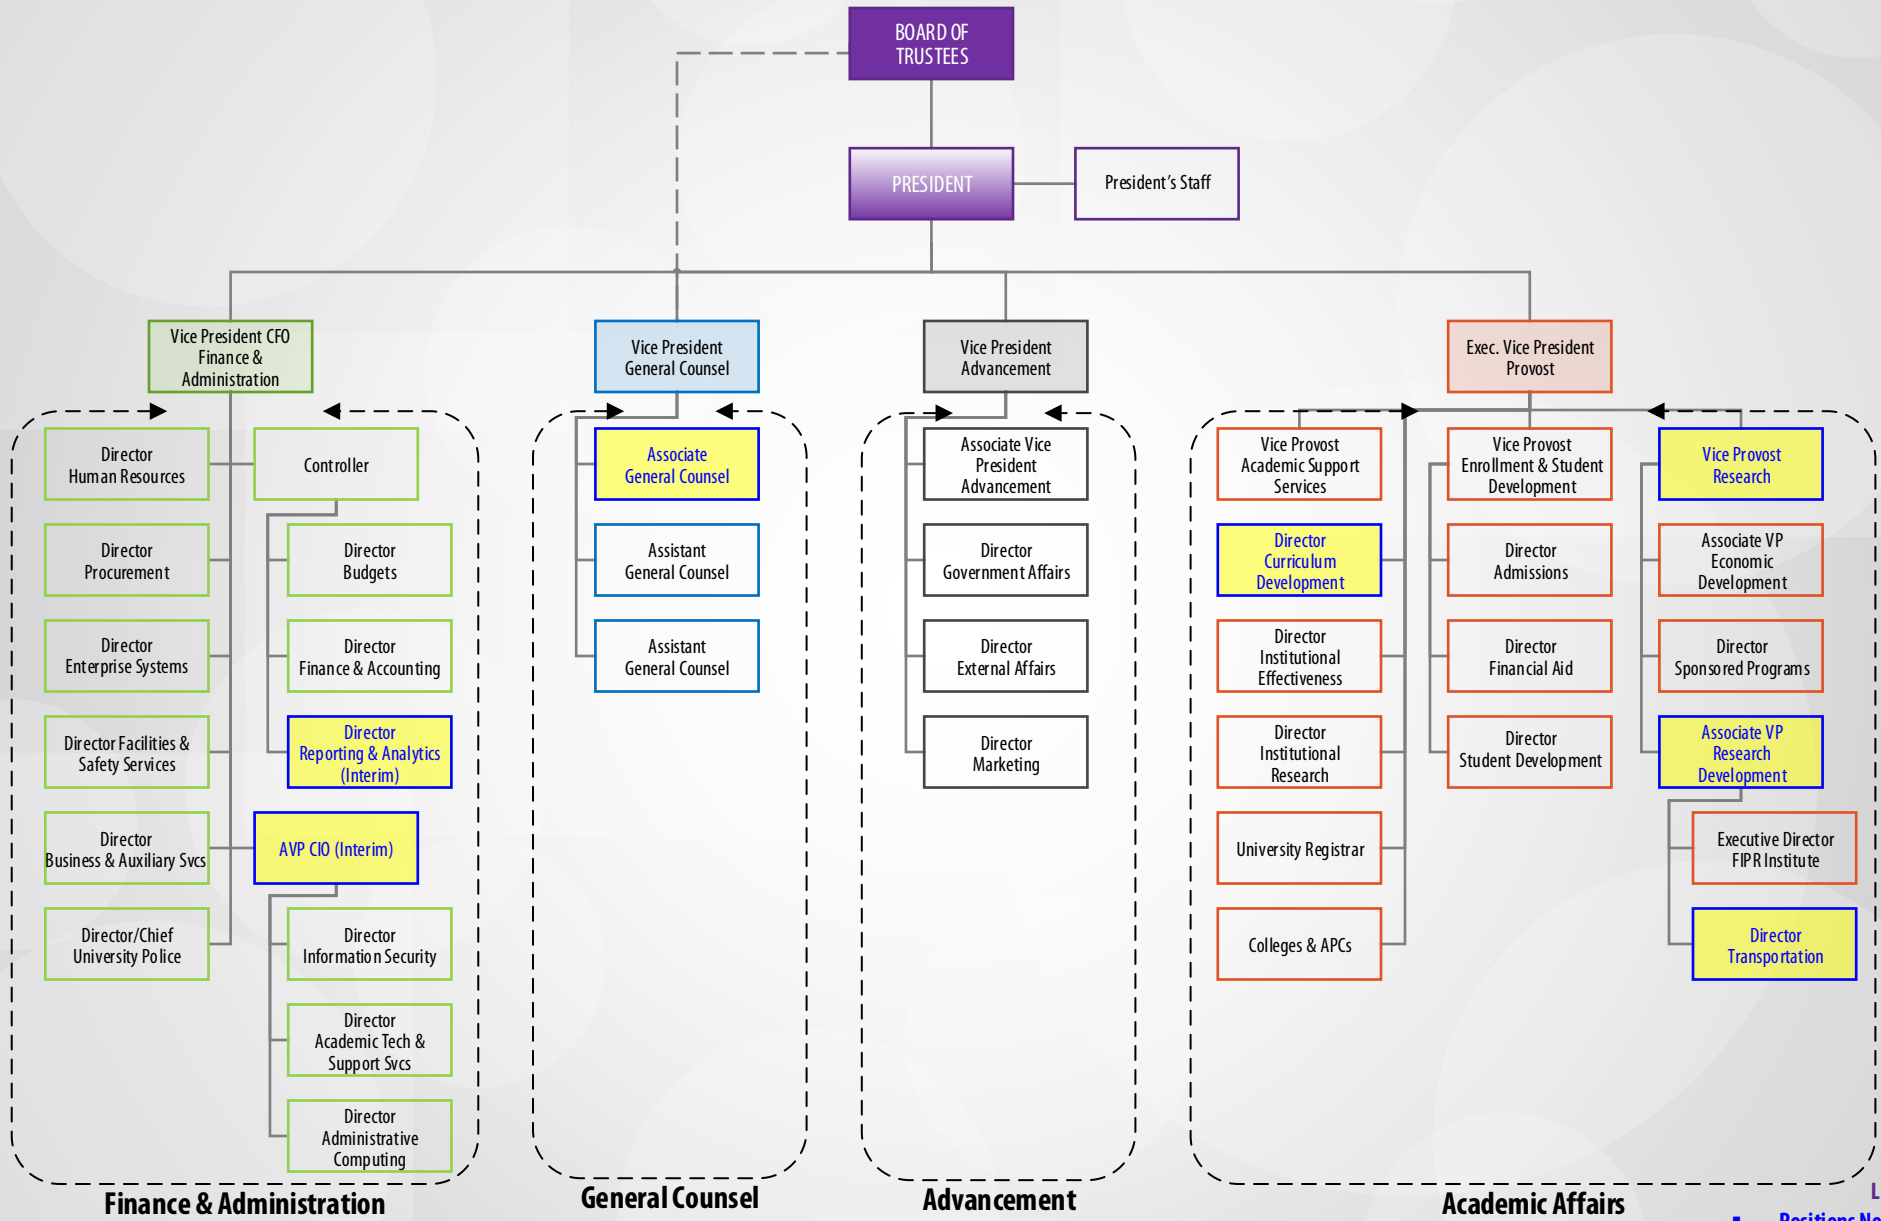 BOARD OF
TRUSTEES
PRESIDENT
President’s Staff
Vice President CFO
Finance &
Administration
Vice President
General Counsel
Vice President
Advancement
Exec. Vice President
Provost
Director
Human Resources
Controller
Director
Procurement
Director
Budgets
Director
Enterprise Systems
Director
Finance & Accounting
Director Facilities &
Safety Services
Director
Reporting & Analytics
(Interim)
Director
Business & Auxiliary Svcs
AVP CIO (Interim)
Director/Chief
University Police
Director
Information Security
Director
Academic Tech &
Support Svcs
Director
Administrative
Computing
Finance & Administration
Associate
General Counsel
Assistant
General Counsel
Assistant
General Counsel
General Counsel
Associate Vice
President
Advancement
Director
Government Affairs
Director
External Affairs
Director
Marketing
Advancement
Vice Provost
Academic Support
Services
Director
Curriculum
Development
Director
Institutional
Effectiveness
Director
Institutional
Research
University Registrar
Colleges & APCs
Vice Provost
Enrollment & Student
Development
Director
Admissions
Director
Financial Aid
Director
Student Development
Vice Provost
Research
Associate VP
Economic
Development
Director
Sponsored Programs
Associate VP
Research
Development
Executive Director
FIPR Institute
Director
Transportation
Academic Affairs
L
Positions